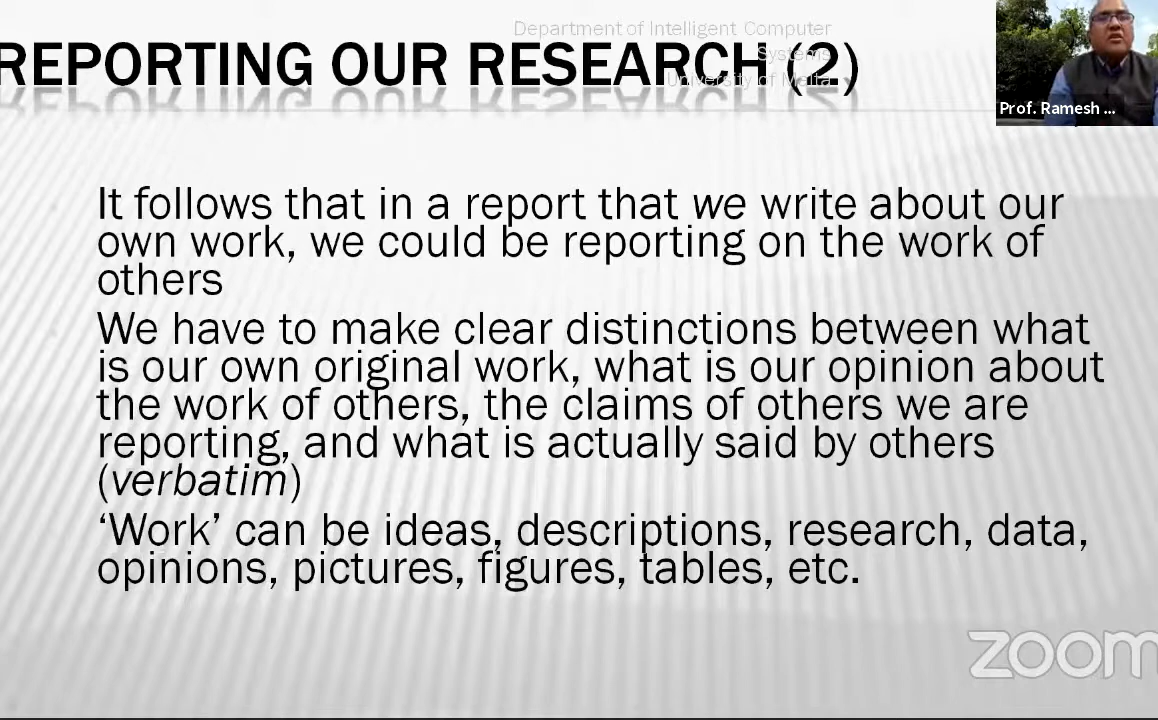 Department of Intelligent Computer
Systems
University of Malta
REPORTING OUR RESEARCH (2)
Prof. Ramesh ...
It follows that in a report that we write about our
own work, we could be reporting on the work of
others
We have to make clear distinctions between what
is our own original work, what is our opinion about
the work of others, the claims of others we are
reporting, and what is actually said by others
(verbatim)
‘Work’ can be ideas, descriptions, research, data,
opinions, pictures, figures, tables, etc.
zoom